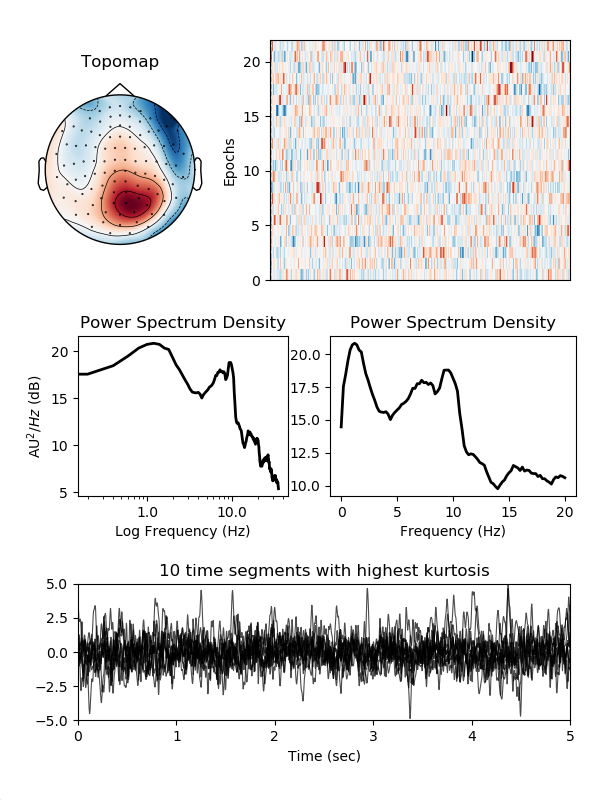 Topomap
Epochs
20
15
10
5
0
Power Spectrum Density
AU²/Hz (dB)
20
15
10
5
1.0 10.0
Log Frequency (Hz)
Power Spectrum Density
20.0
17.5
15.0
12.5
10.0
0 5 10 15 20
Frequency (Hz)
10 time segments with highest kurtosis
5.0
2.5
0.0
−2.5
−5.0
0 1 2 3 4 5
Time (sec)